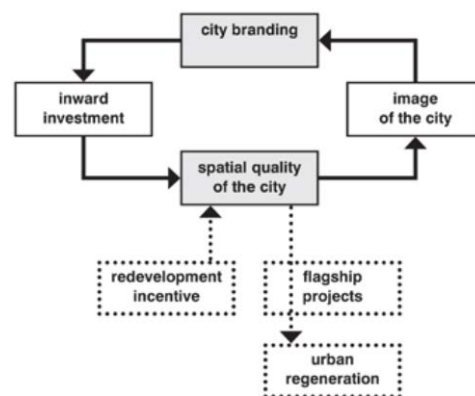 city branding
inward
investment
image
of the city
spatial quality
of the city
redevelopment
incentive
flagship
projects
urban
regeneration